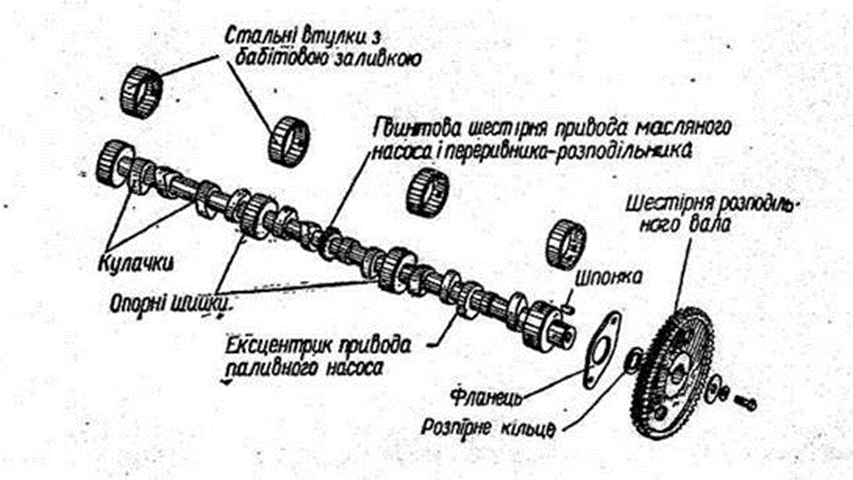 Стальні втулки з
бабітовою заливкою
Гвинтова шестірня привода масляного
насоса і переривника-розподільника
Шестірня розподіль-
ного вала
Кулачки
Шпонка
Опорні шийки
Ексцентрик привода
паливного насоса
Фланець
Розпірне кільце